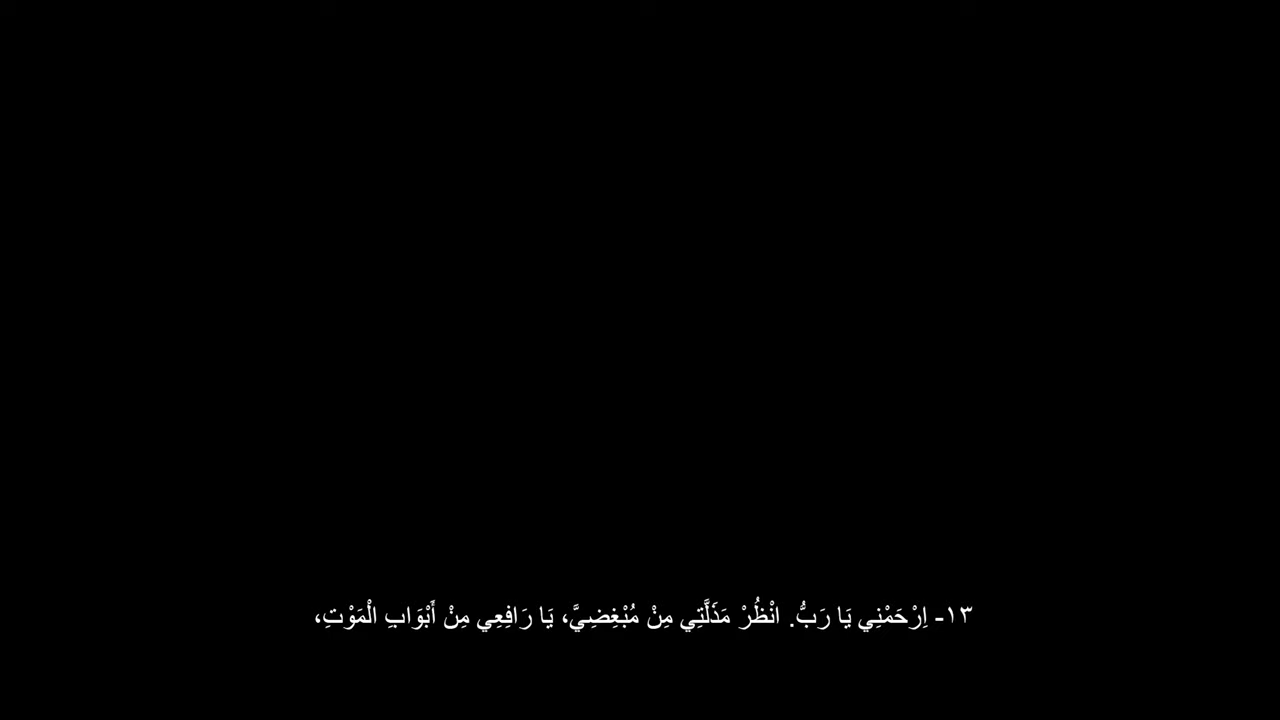 ١٣- اِرْحَمْنِي يَا رَبُّ. انْظُرْ مَذَلَّتِي مِنْ مُبْغِضِيَّ، يَا رَافِعِي مِنْ أَبْوَابِ الْمَوْتِ،